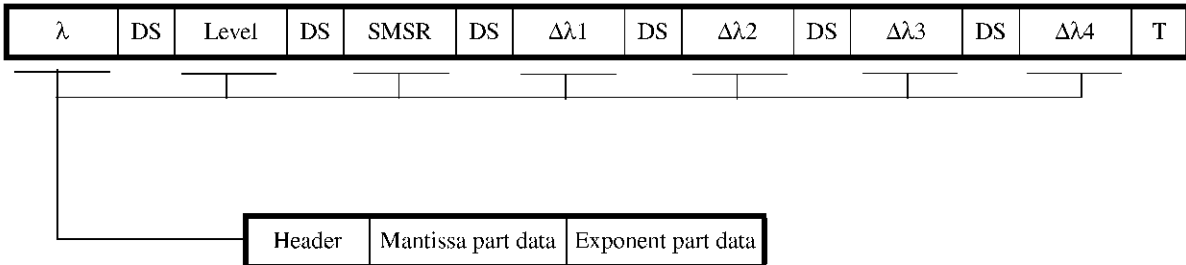 λ DS Level DS SMSR DS Δλ1 DS Δλ2 DS Δλ3 DS Δλ4 T
Header Mantissa part data Exponent part data